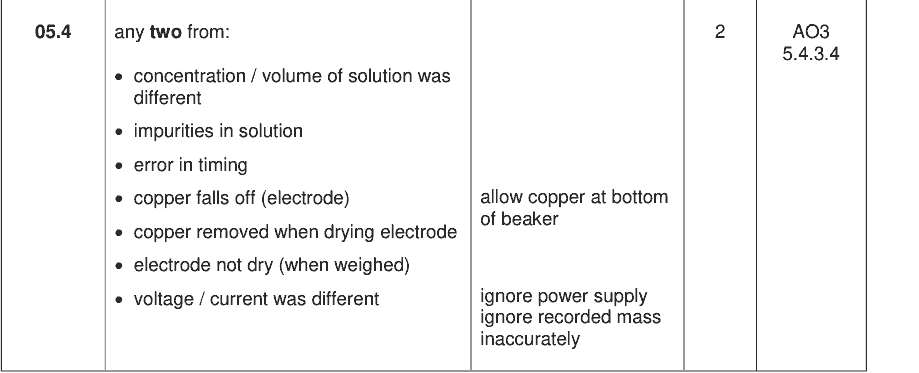 05.4 any two from: 2 AO3
5.4.3.4
• concentration / volume of solution was
different
• impurities in solution
• error in timing
• copper falls off (electrode) allow copper at bottom
of beaker
• copper removed when drying electrode
• electrode not dry (when weighed)
• voltage / current was different ignore power supply
ignore recorded mass
inaccurately